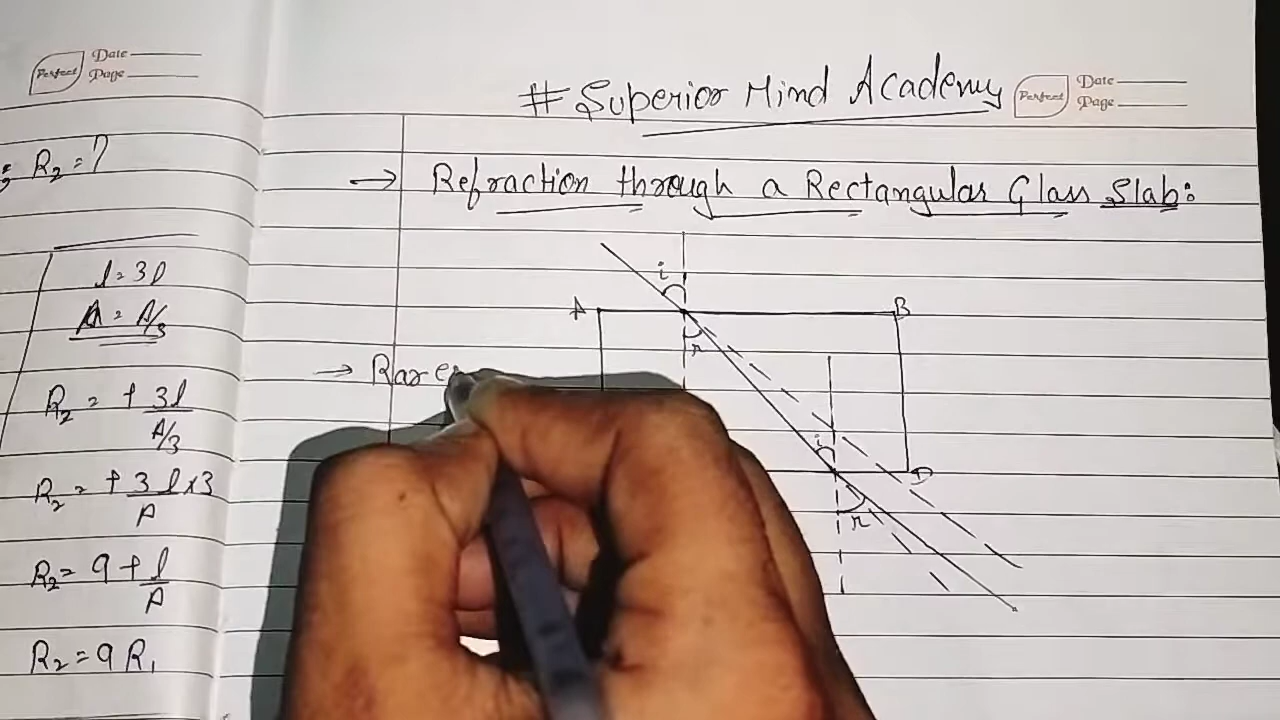 Perfect Date
Page
R₂ = ?
l = 3l
A = A/3
R₂ = + 3l
A/3
R₂ = + 3l x 3
A
R₂ = 9 + l
A
R₂ = 9 R₁
# Superior Mind Academy
Perfect Date
Page
→ Refraction through a Rectangular Glass Slab:
i
A B
r
→ Rare
i
D
r